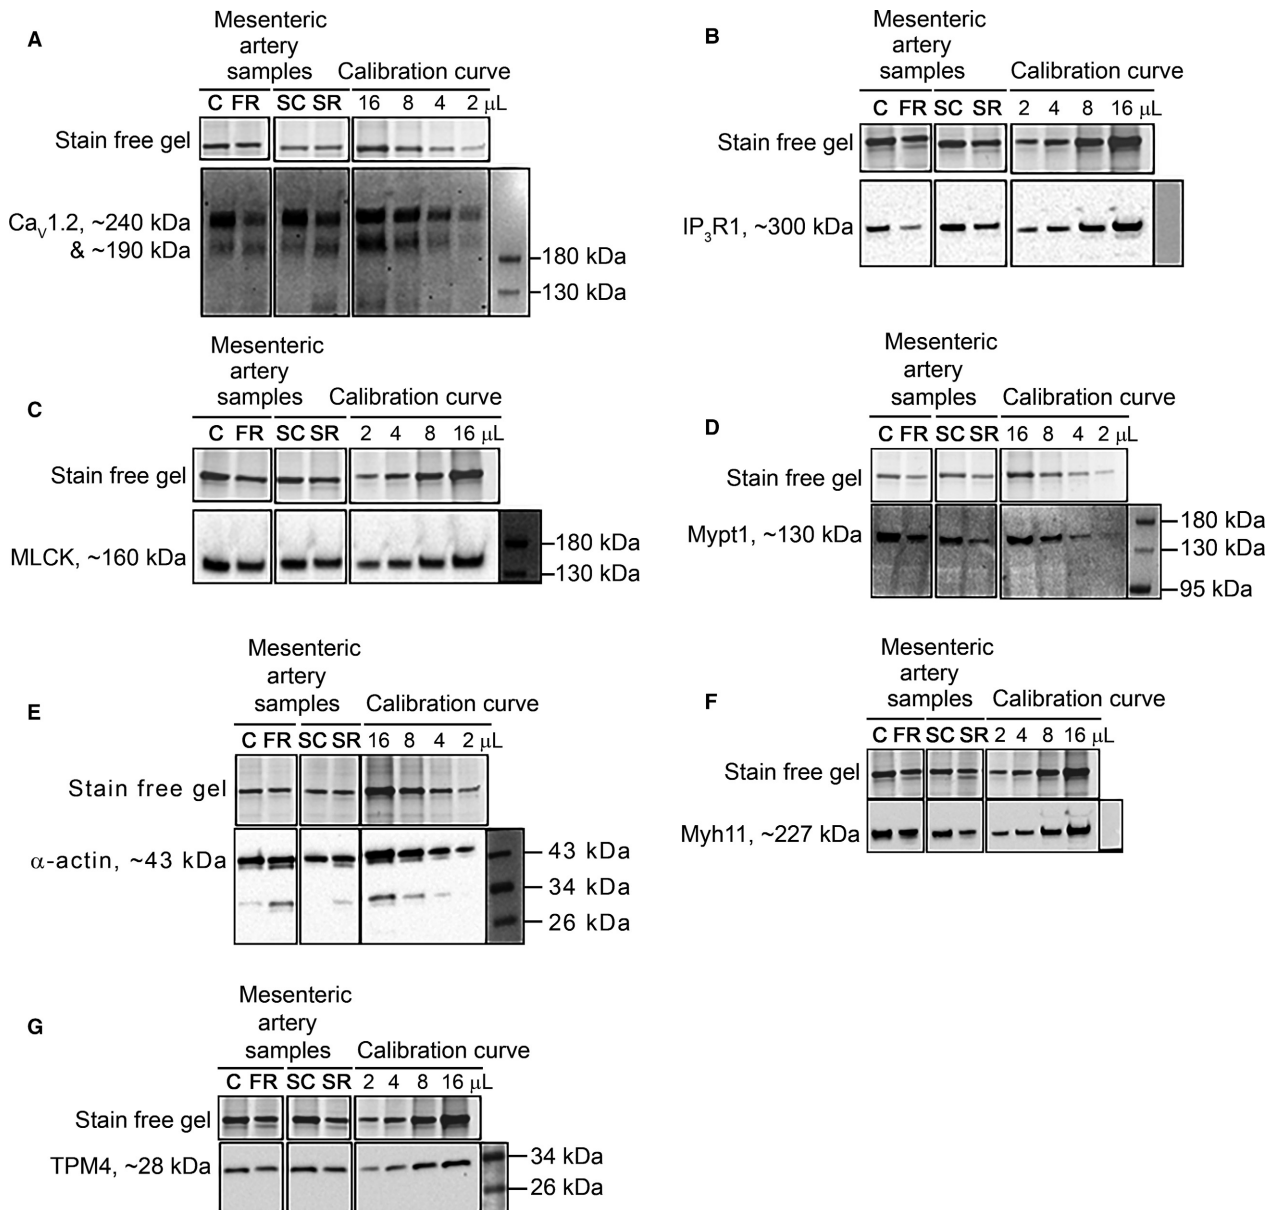 A
Mesenteric
artery
samples
Calibration curve
C FR SC SR 16 8 4 2 μL
Stain free gel
CaV1.2, ~240 kDa
& ~190 kDa
180 kDa
130 kDa
B
Mesenteric
artery
samples
Calibration curve
C FR SC SR 2 4 8 16 μL
Stain free gel
IP3R1, ~300 kDa
C
Mesenteric
artery
samples
Calibration curve
C FR SC SR 2 4 8 16 μL
Stain free gel
MLCK, ~160 kDa
180 kDa
130 kDa
D
Mesenteric
artery
samples
Calibration curve
C FR SC SR 16 8 4 2 μL
Stain free gel
Mypt1, ~130 kDa
180 kDa
130 kDa
95 kDa
E
Mesenteric
artery
samples
Calibration curve
C FR SC SR 16 8 4 2 μL
Stain free gel
α-actin, ~43 kDa
43 kDa
34 kDa
26 kDa
F
Mesenteric
artery
samples
Calibration curve
C FR SC SR 2 4 8 16 μL
Stain free gel
Myh11, ~227 kDa
G
Mesenteric
artery
samples
Calibration curve
C FR SC SR 2 4 8 16 μL
Stain free gel
TPM4, ~28 kDa
34 kDa
26 kDa